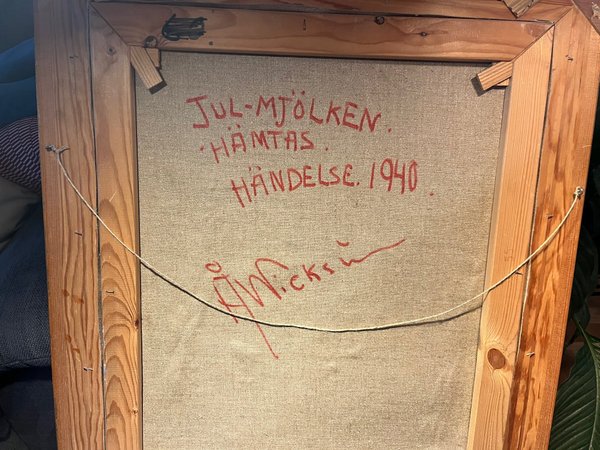 JUL-MJÖLKEN.
HÄMTAS.
HÄNDELSE. 1940.